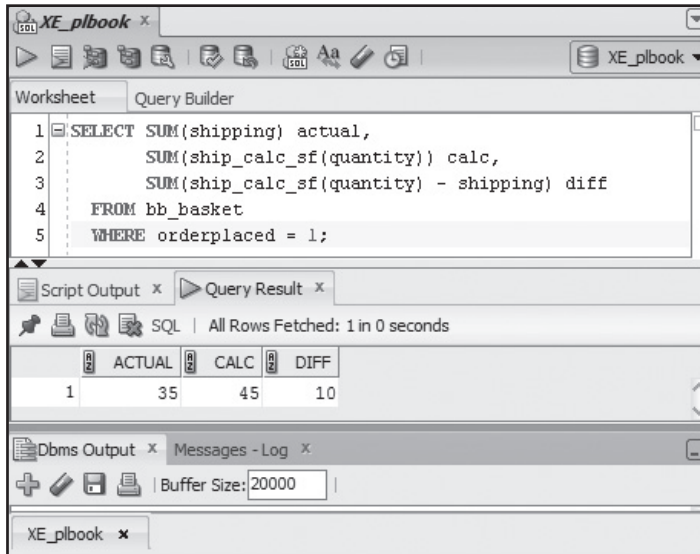 XE_plbook x
XE_plbook
Worksheet Query Builder
1 SELECT SUM(shipping) actual,
2 SUM(ship_calc_sf(quantity)) calc,
3 SUM(ship_calc_sf(quantity) - shipping) diff
4 FROM bb_basket
5 WHERE orderplaced = 1;
Script Output x Query Result x
SQL | All Rows Fetched: 1 in 0 seconds
ACTUAL CALC DIFF
1 35 45 10
Dbms Output x Messages - Log x
Buffer Size: 20000
XE_plbook x